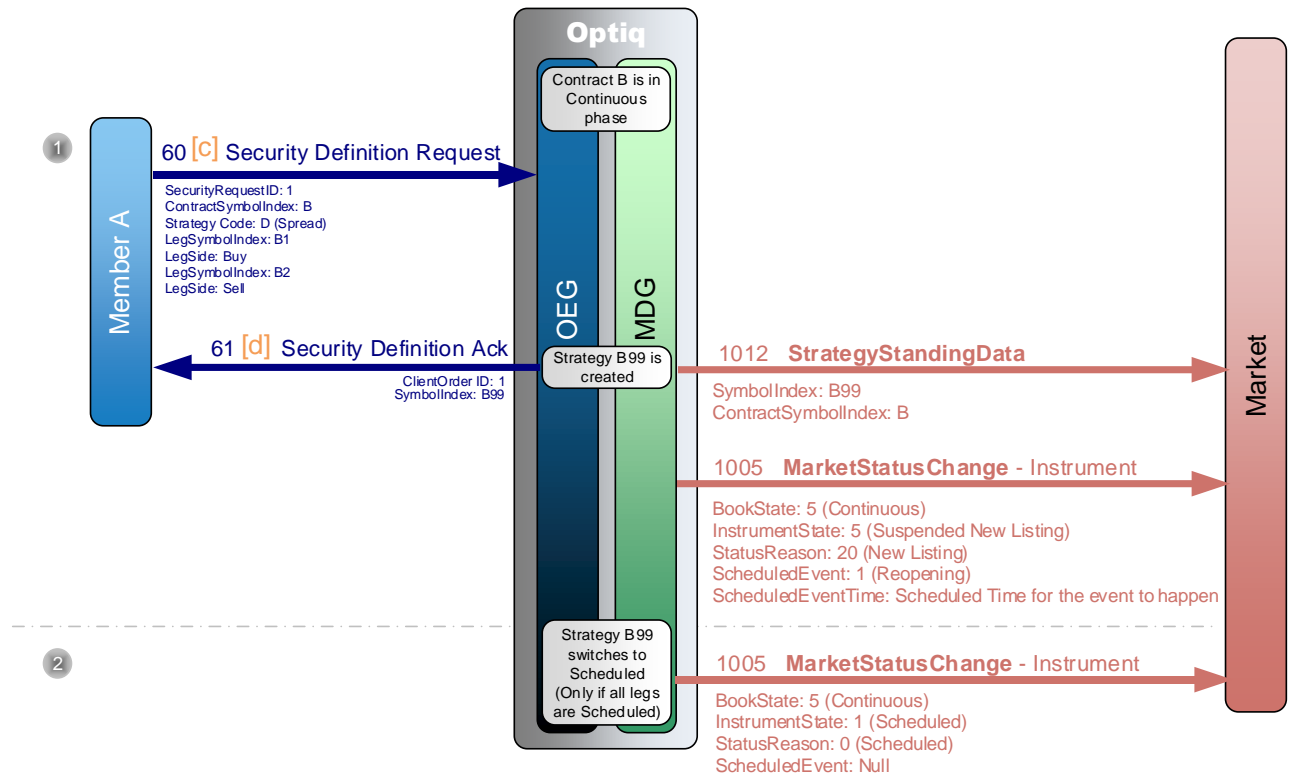 Optiq
Contract B is in
Continuous
phase
1
60 [c] Security Definition Request
SecurityRequestID: 1
ContractSymbolIndex: B
Strategy Code: D (Spread)
LegSymbolIndex: B1
LegSide: Buy
LegSymbolIndex: B2
LegSide: Sell
Member A
OEG
MDG
Market
61 [d] Security Definition Ack
ClientOrder ID: 1
SymbolIndex: B99
Strategy B99 is
created
1012 StrategyStandingData
SymbolIndex: B99
ContractSymbolIndex: B
1005 MarketStatusChange - Instrument
BookState: 5 (Continuous)
InstrumentState: 5 (Suspended New Listing)
StatusReason: 20 (New Listing)
ScheduledEvent: 1 (Reopening)
ScheduledEventTime: Scheduled Time for the event to happen
2
Strategy B99
switches to
Scheduled
(Only if all legs
are Scheduled)
1005 MarketStatusChange - Instrument
BookState: 5 (Continuous)
InstrumentState: 1 (Scheduled)
StatusReason: 0 (Scheduled)
ScheduledEvent: Null